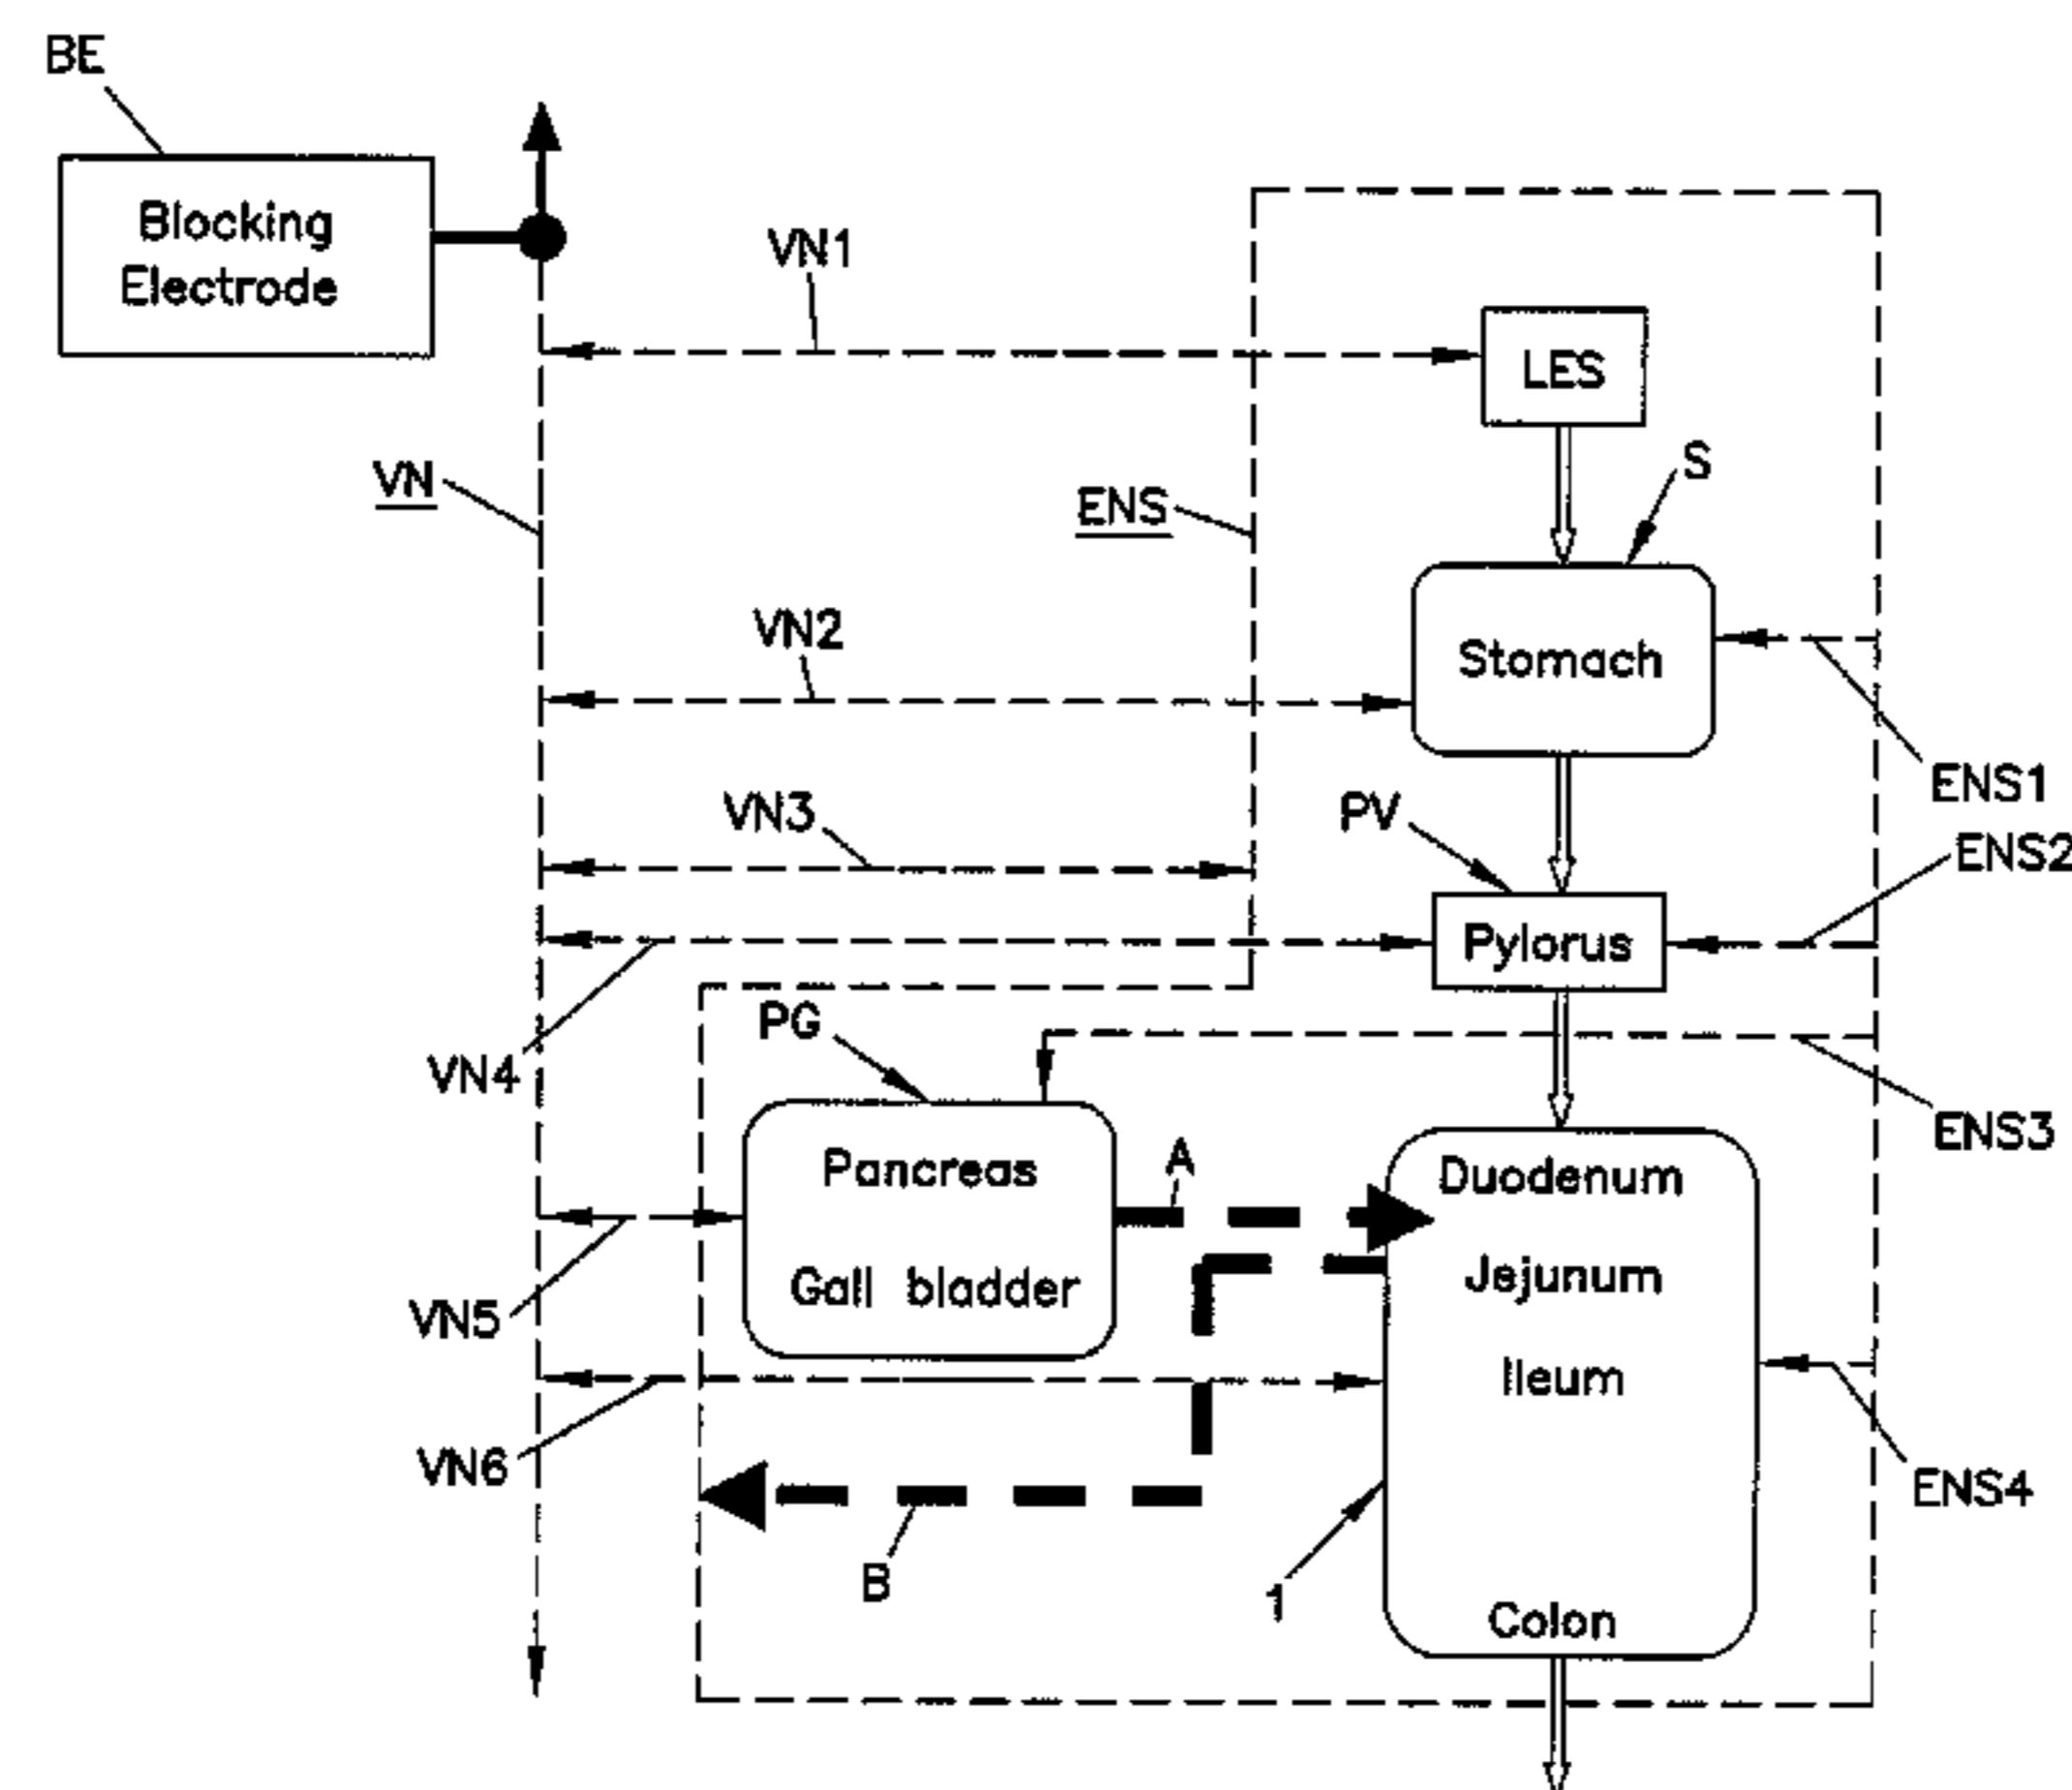 BE
Blocking
Electrode
VN1
LES
VN
ENS
S
VN2
Stomach
VN3
PV
ENS1
ENS2
Pylorus
PG
VN4
ENS3
A
Pancreas
Duodenum
Gall bladder
Jejunum
VN5
Ileum
VN6
ENS4
B
1
Colon